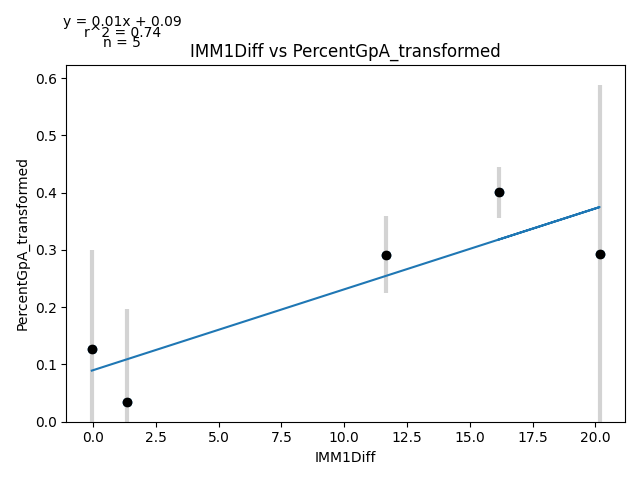 y = 0.01x + 0.09
r^2 = 0.74
n = 5
IMM1Diff vs PercentGpA_transformed
0.6
0.5
0.4
0.3
0.2
0.1
0.0
PercentGpA_transformed
0.0 2.5 5.0 7.5 10.0 12.5 15.0 17.5 20.0
IMM1Diff